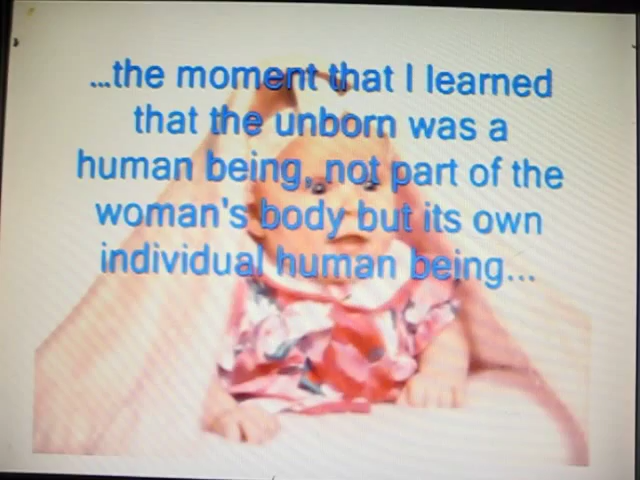 ...the moment that I learned
that the unborn was a
human being, not part of the
woman's body but its own
individual human being...